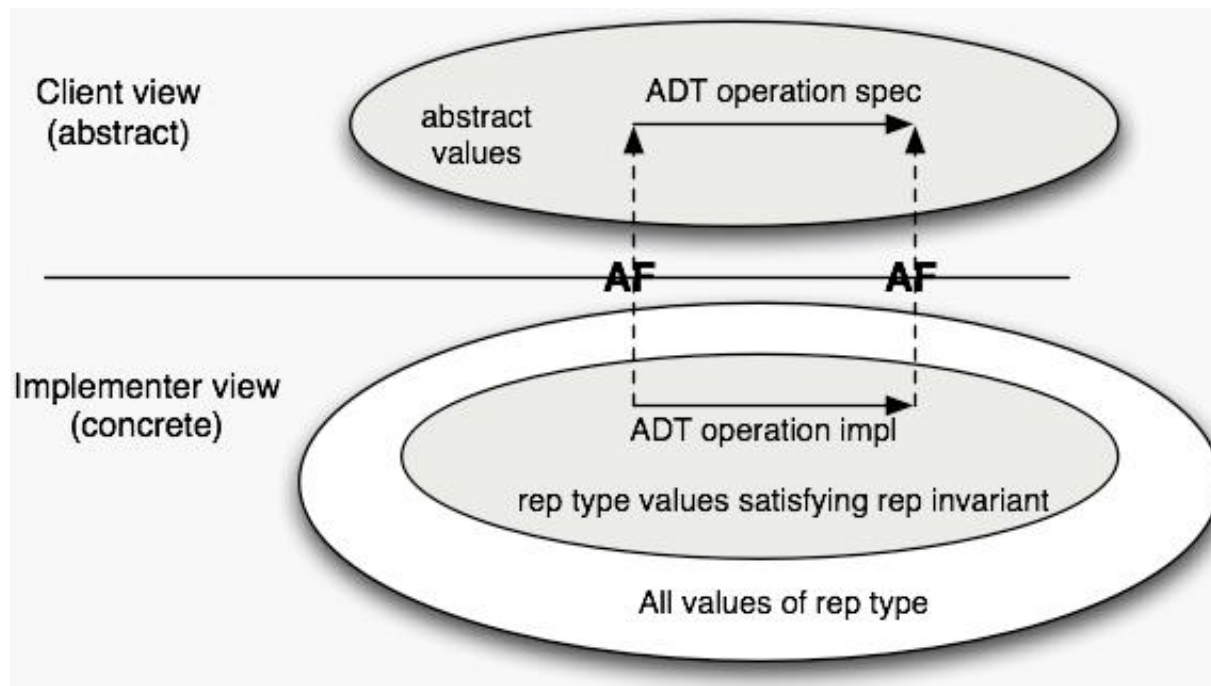 Client view
(abstract)
abstract
values
ADT operation spec
AF AF
Implementer view
(concrete)
ADT operation impl
rep type values satisfying rep invariant
All values of rep type